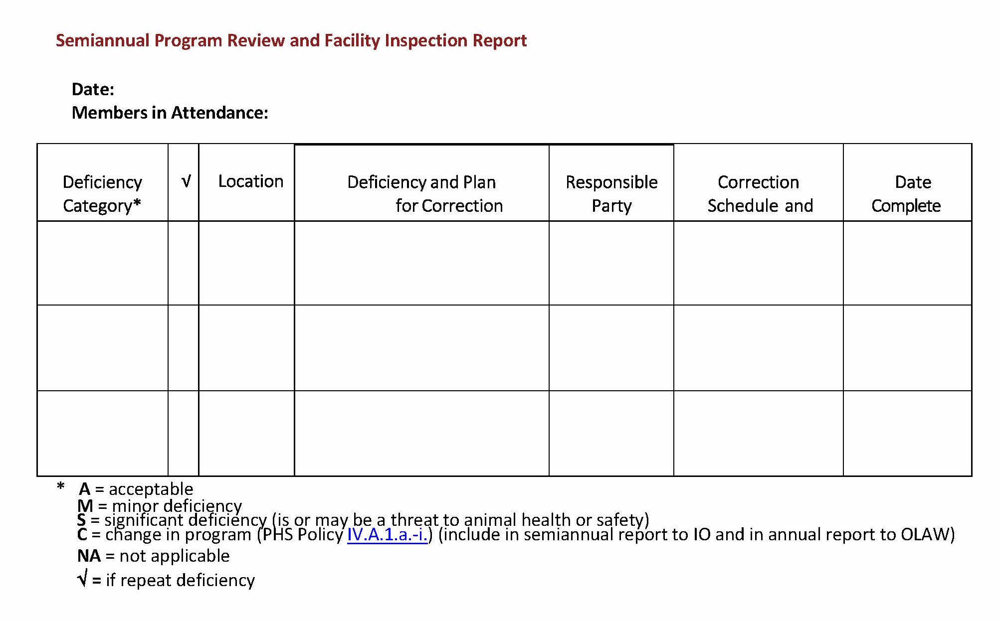 Semiannual Program Review and Facility Inspection Report
Date:
Members in Attendance:
Deficiency
Category*
√
Location
Deficiency and Plan
for Correction
Responsible
Party
Correction
Schedule and
Date
Complete
* A = acceptable
M = minor deficiency
S = significant deficiency (is or may be a threat to animal health or safety)
C = change in program (PHS Policy IV.A.1.a.-i.) (include in semiannual report to IO and in annual report to OLAW)
NA = not applicable
√ = if repeat deficiency